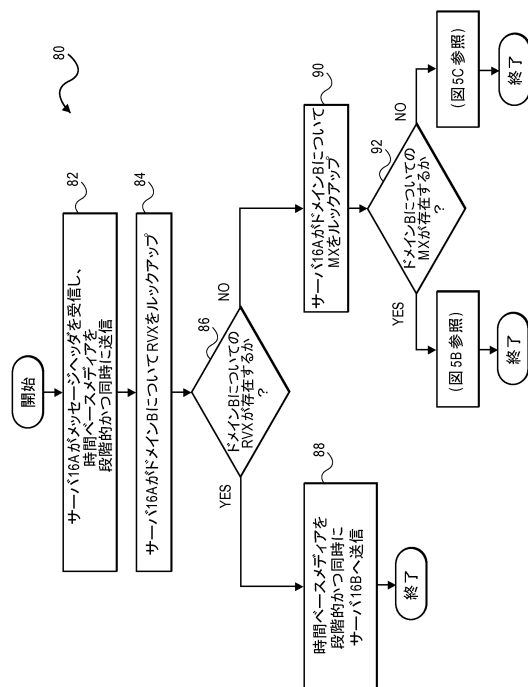 80
開始
82
サーバ16Aがメッセージヘッダを受信し、
時間ベースメディアを
段階的かつ同時に送信
84
サーバ16AがドメインBについてRVXをルックアップ
86
ドメインBについての
RVXが存在するか
?
YES
NO
88
時間ベースメディアを
段階的かつ同時に
サーバ16Bへ送信
終了
90
サーバ16AがドメインBについて
MXをルックアップ
92
ドメインBについての
MXが存在するか
?
YES
NO
(図5B 参照)
終了
(図5C 参照)
終了